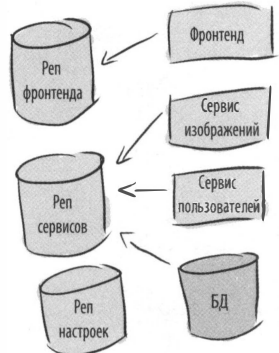 Фронтенд
Реп
фронтенда
Сервис
изображений
Сервис
пользователей
Реп
сервисов
Реп
настроек
БД